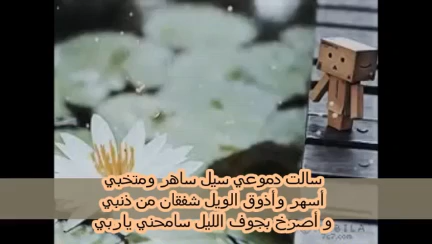 سالت دموعي سيل ساهر ومتخبي
أسهر وأذوق الويل شفقان من ذنبي
و أصرخ بجوف الليل سامحني ياربي